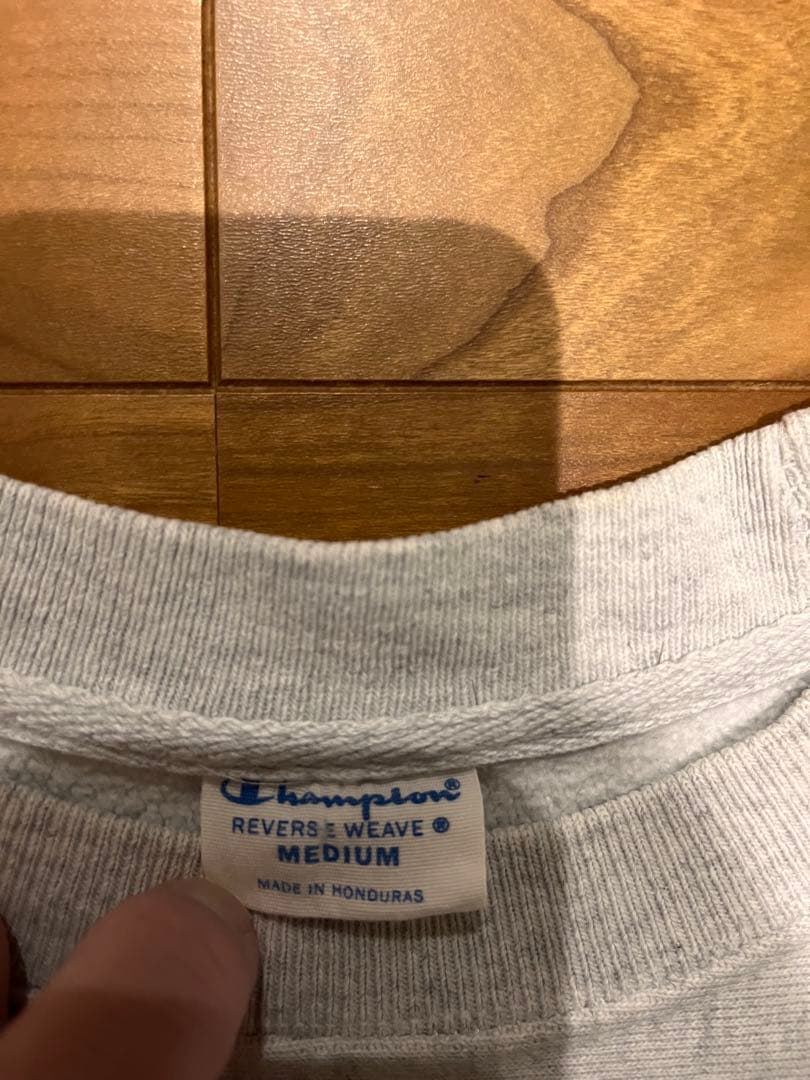 Champion®
REVERSE WEAVE ®
MEDIUM
MADE IN HONDURAS